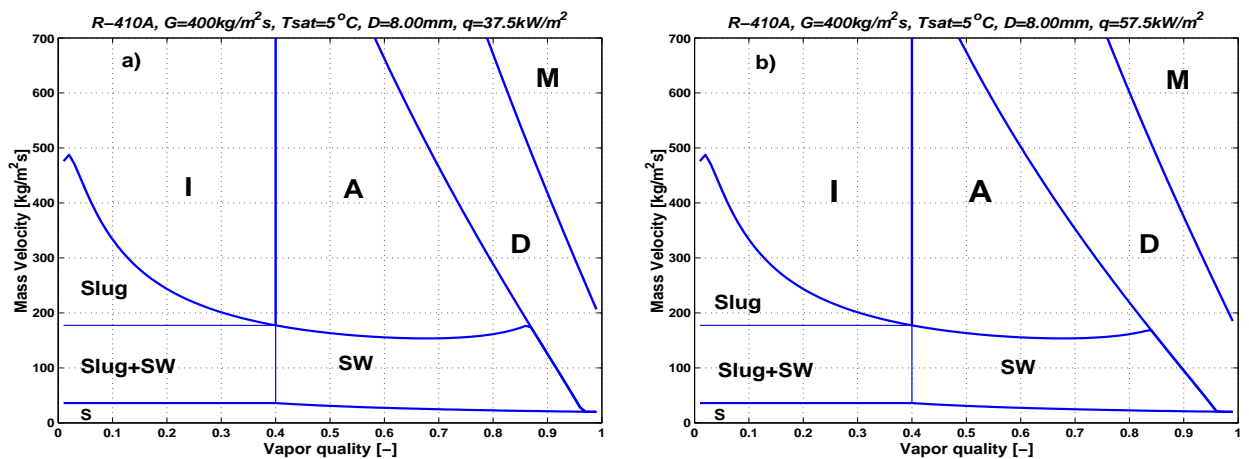 R−410A, G=400kg/m²s, Tsat=5°C, D=8.00mm, q=37.5kW/m²
a)
M
I
A
D
Slug
Slug+SW
SW
S
700
600
500
400
300
200
100
0
0 0.1 0.2 0.3 0.4 0.5 0.6 0.7 0.8 0.9 1
Mass Velocity [kg/m²s]
Vapor quality [−]
R−410A, G=400kg/m²s, Tsat=5°C, D=8.00mm, q=57.5kW/m²
b)
M
I
A
D
Slug
Slug+SW
SW
S
700
600
500
400
300
200
100
0
0 0.1 0.2 0.3 0.4 0.5 0.6 0.7 0.8 0.9 1
Mass Velocity [kg/m²s]
Vapor quality [−]